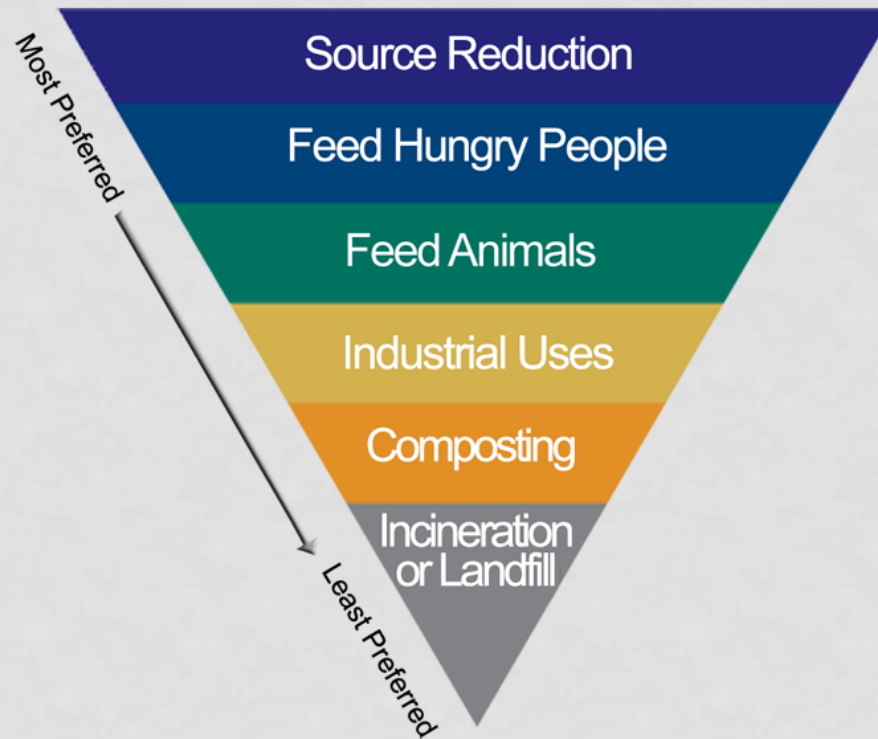 Most Preferred
Source Reduction
Feed Hungry People
Feed Animals
Industrial Uses
Composting
Incineration
or Landfill
Least Preferred